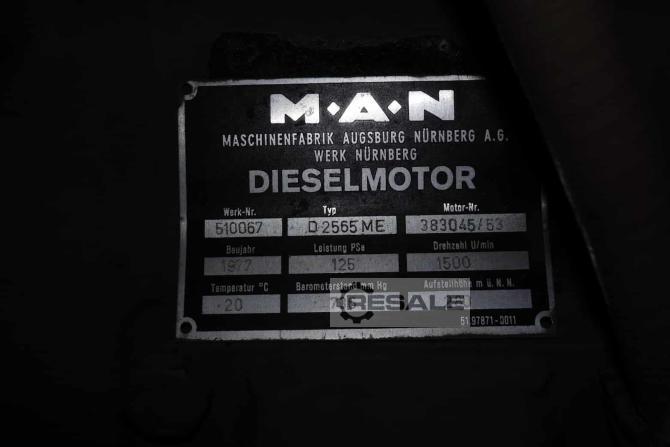 M·A·N
MASCHINENFABRIK AUGSBURG NÜRNBERG A.G.
WERK NÜRNBERG
DIESELMOTOR
Werk-Nr. Typ Motor-Nr.
510067 D 2565 ME 383045/53
Baujahr Leistung PSe Drehzahl U/min
1977 125 1500
Temperatur °C Barometerstand mm Hg Aufstellhöhe m ü. N. N.
20
RESALE
51.97871-0011